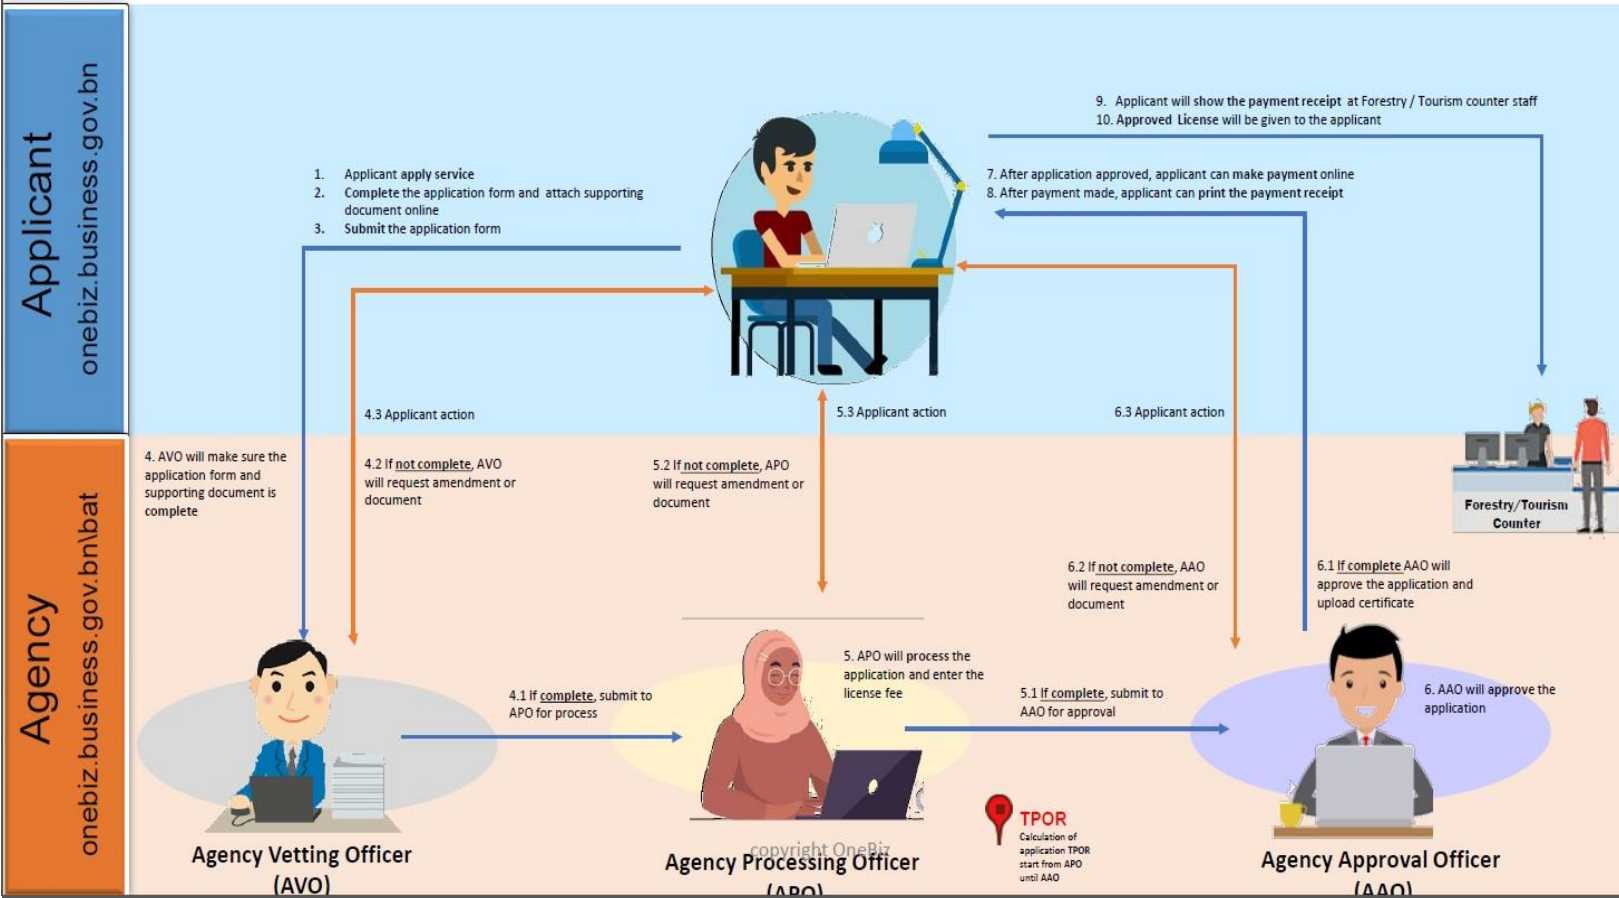 Applicant
onebiz.business.gov.bn
1. Applicant apply service
2. Complete the application form and attach supporting
document online
3. Submit the application form
9. Applicant will show the payment receipt at Forestry / Tourism counter staff
10. Approved License will be given to the applicant
7. After application approved, applicant can make payment online
8. After payment made, applicant can print the payment receipt
4.3 Applicant action
5.3 Applicant action
6.3 Applicant action
Forestry/Tourism
Counter
Agency
onebiz.business.gov.bn\bat
4. AVO will make sure the
application form and
supporting document is
complete
4.2 If not complete, AVO
will request amendment or
document
5.2 If not complete, APO
will request amendment or
document
6.2 If not complete, AAO
will request amendment or
document
6.1 If complete AAO will
approve the application and
upload certificate
4.1 If complete, submit to
APO for process
5. APO will process the
application and enter the
license fee
5.1 If complete, submit to
AAO for approval
6. AAO will approve the
application
TPOR
Calculation of
application TPOR
start from APO
until AAO
Agency Vetting Officer
(AVO)
copyright OneBiz
Agency Processing Officer
(APO)
Agency Approval Officer
(AAO)